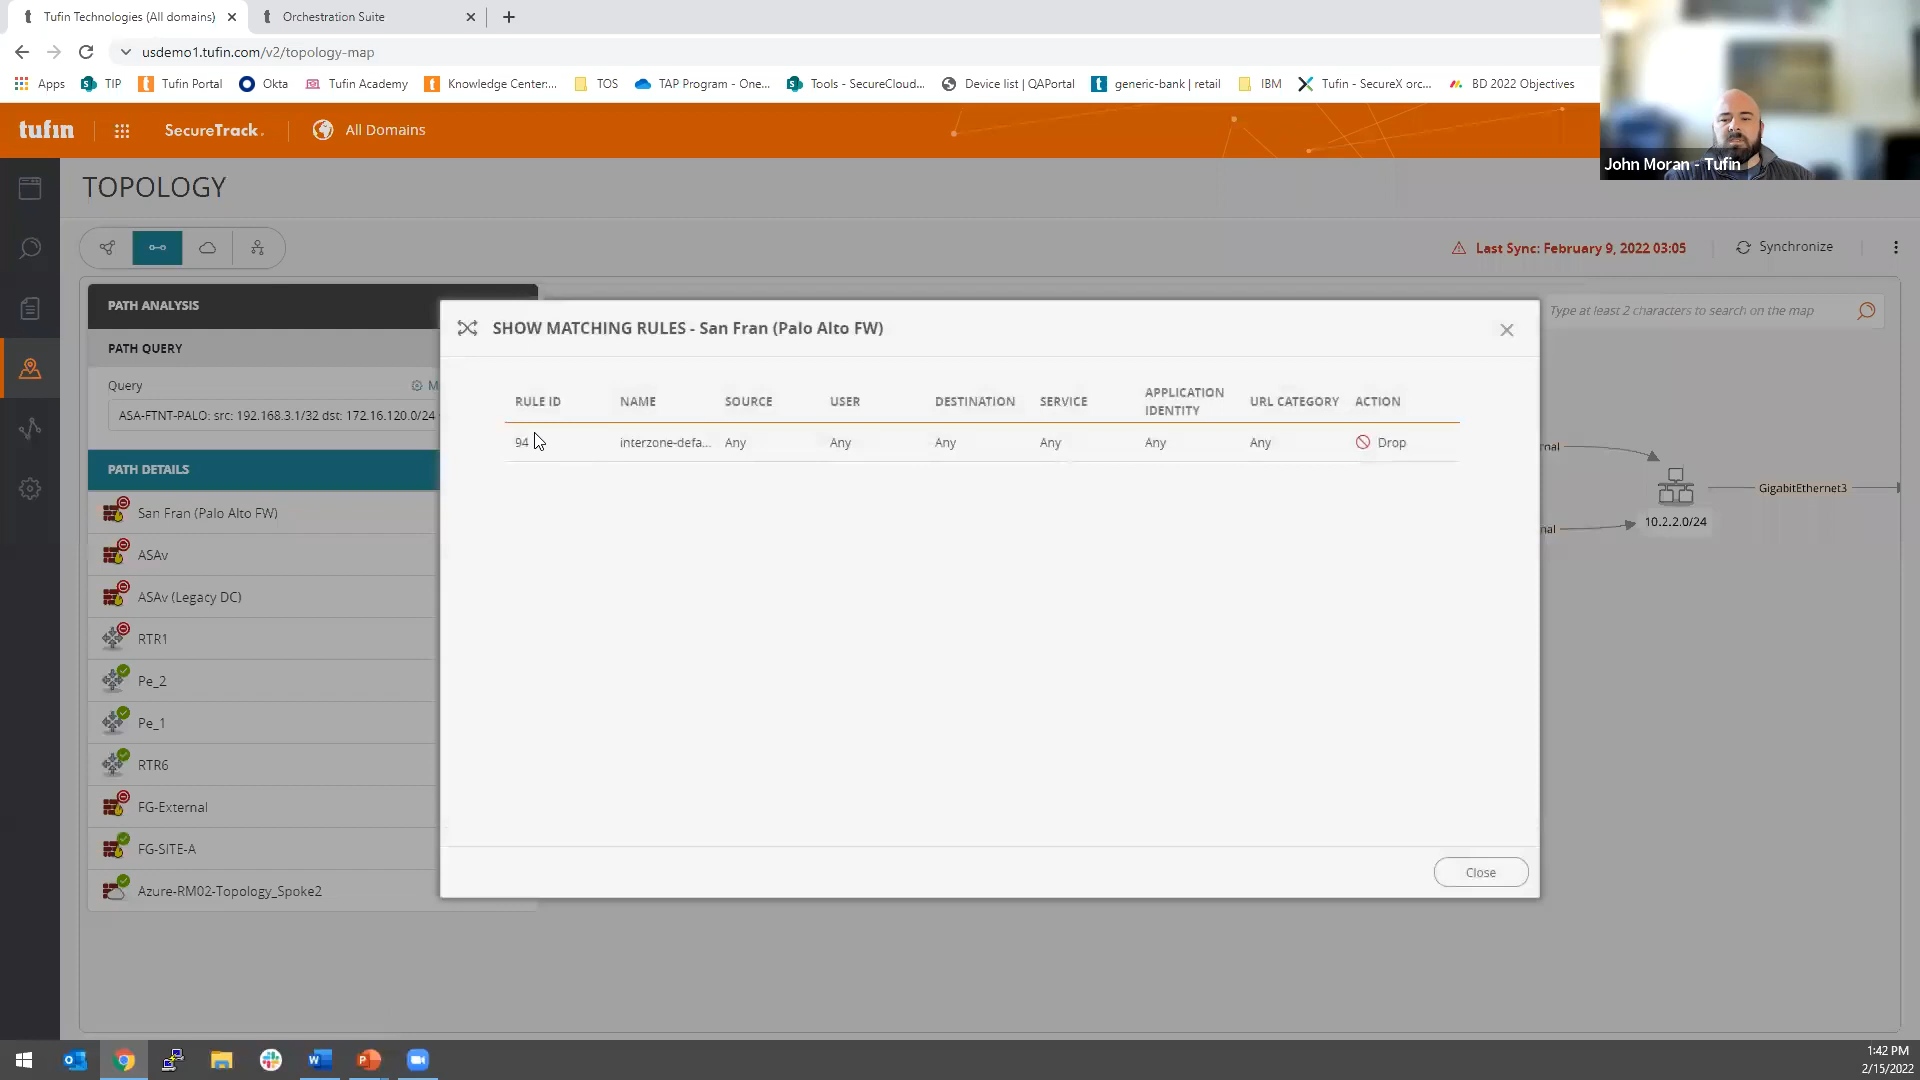 Tufin Technologies (All domains)
Orchestration Suite
usdemo1.tufin.com/v2/topology-map
Apps
TIP
Tufin Portal
Okta
Tufin Academy
Knowledge Center:...
TOS
TAP Program - One...
Tools - SecureCloud...
Device list | QAPortal
generic-bank | retail
IBM
Tufin - SecureX orc...
BD 2022 Objectives
tufin
SecureTrack
All Domains
John Moran - Tufin
TOPOLOGY
Last Sync: February 9, 2022 03:05
Synchronize
PATH ANALYSIS
Type at least 2 characters to search on the map
PATH QUERY
Query
M
ASA-FTNT-PALO: src: 192.168.3.1/32 dst: 172.16.120.0/24
PATH DETAILS
San Fran (Palo Alto FW)
ASAv
ASAv (Legacy DC)
RTR1
Pe_2
Pe_1
RTR6
FG-External
FG-SITE-A
Azure-RM02-Topology_Spoke2
SHOW MATCHING RULES - San Fran (Palo Alto FW)
RULE ID NAME SOURCE USER DESTINATION SERVICE APPLICATION IDENTITY URL CATEGORY ACTION
94 interzone-defa... Any Any Any Any Any Any Drop
Close
nal
GigabitEthernet3
10.2.2.0/24
nal
1:42 PM
2/15/2022